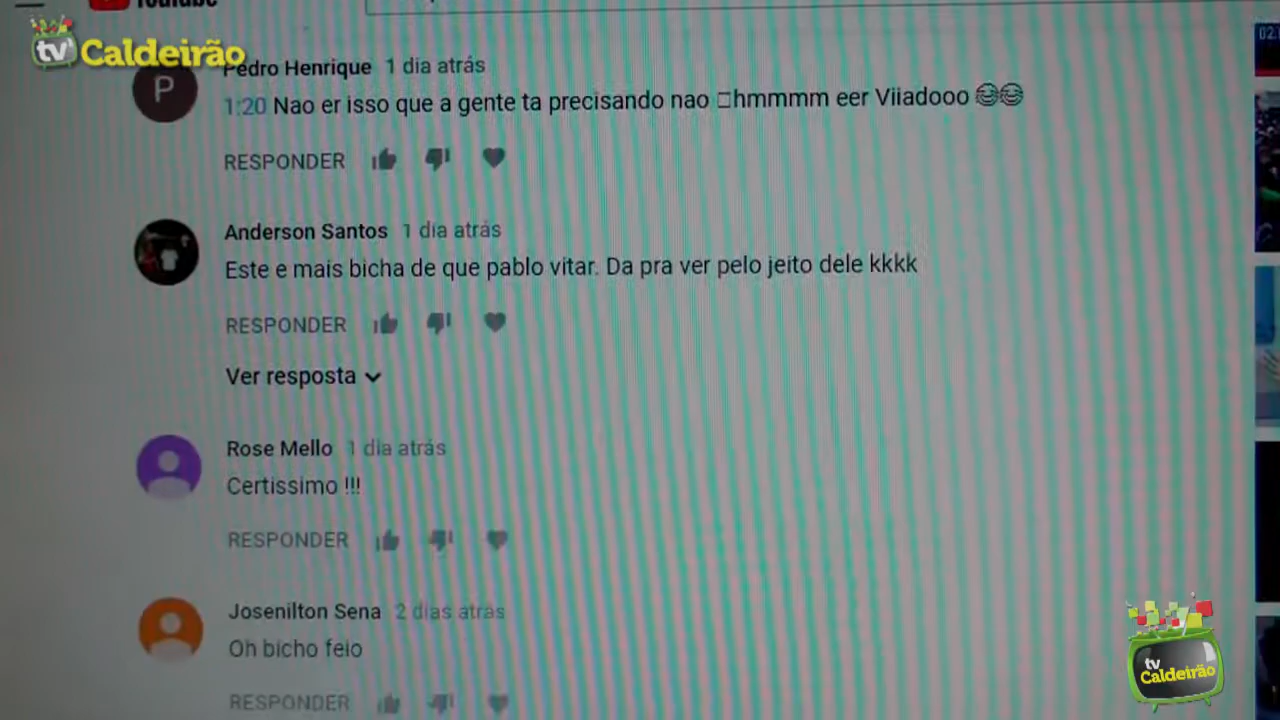 YouTube
tv Caldeirão
P
Pedro Henrique 1 dia atrás
1:20 Nao er isso que a gente ta precisando nao □hmmmm eer Viiadooo 😂😂
RESPONDER
Anderson Santos 1 dia atrás
Este e mais bicha de que pablo vitar. Da pra ver pelo jeito dele kkkk
RESPONDER
Ver resposta
Rose Mello 1 dia atrás
Certissimo !!!
RESPONDER
Josenilton Sena 2 dias atrás
Oh bicho feio
RESPONDER
tv
Caldeirão